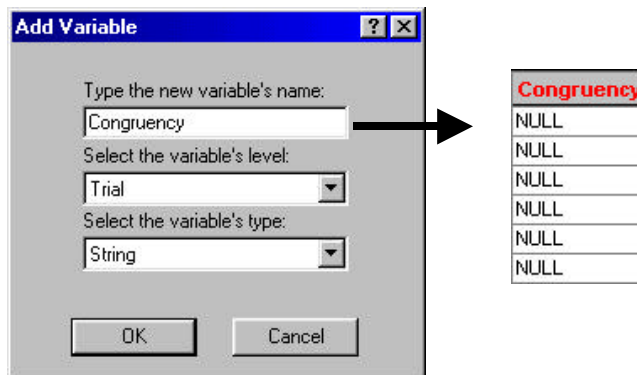 Add Variable
Type the new variable's name:
Congruency
Select the variable's level:
Trial
Select the variable's type:
String
OK Cancel
Congruency
NULL
NULL
NULL
NULL
NULL
NULL